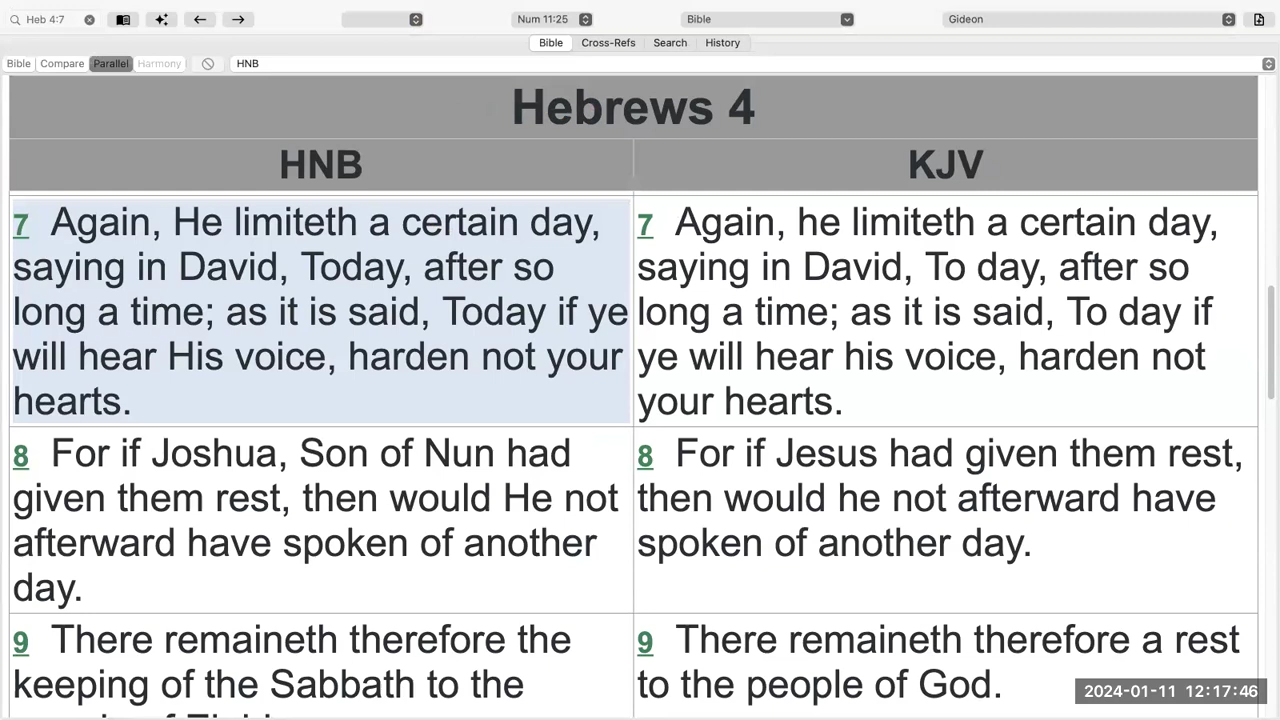 Heb 4:7
Num 11:25
Bible
Gideon
Bible
Cross-Refs
Search
History
Bible
Compare
Parallel
Harmony
HNB
Hebrews 4
HNB
KJV
7 Again, He limiteth a certain day,
saying in David, Today, after so
long a time; as it is said, Today if ye
will hear His voice, harden not your
hearts.
7 Again, he limiteth a certain day,
saying in David, To day, after so
long a time; as it is said, To day if
ye will hear his voice, harden not
your hearts.
8 For if Joshua, Son of Nun had
given them rest, then would He not
afterward have spoken of another
day.
8 For if Jesus had given them rest,
then would he not afterward have
spoken of another day.
9 There remaineth therefore the
keeping of the Sabbath to the
9 There remaineth therefore a rest
to the people of God.
2024-01-11 12:17:46